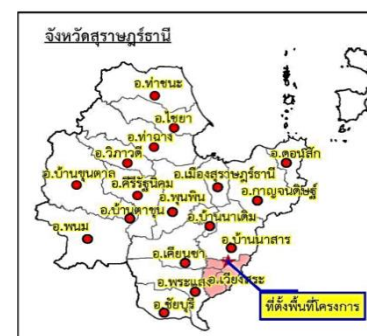 จังหวัดสุราษฎร์ธานี
อ.ท่าชนะ
อ.ไชยา
อ.ท่าฉาง
อ.ดอนสัก
อ.วิภาวดี
อ.บ้านขุนตาล
อ.คีรีรัฐนิคม
อ.เมืองสุราษฎร์ธานี
อ.กาญจนดิษฐ์
อ.บ้านตาขุน
อ.พุนพิน
อ.บ้านนาเดิม
อ.พนม
อ.บ้านนาสาร
อ.เคียนซา
อ.พระแสง
อ.เวียงสระ
ที่ตั้งพื้นที่โครงการ
อ.ชัยบุรี